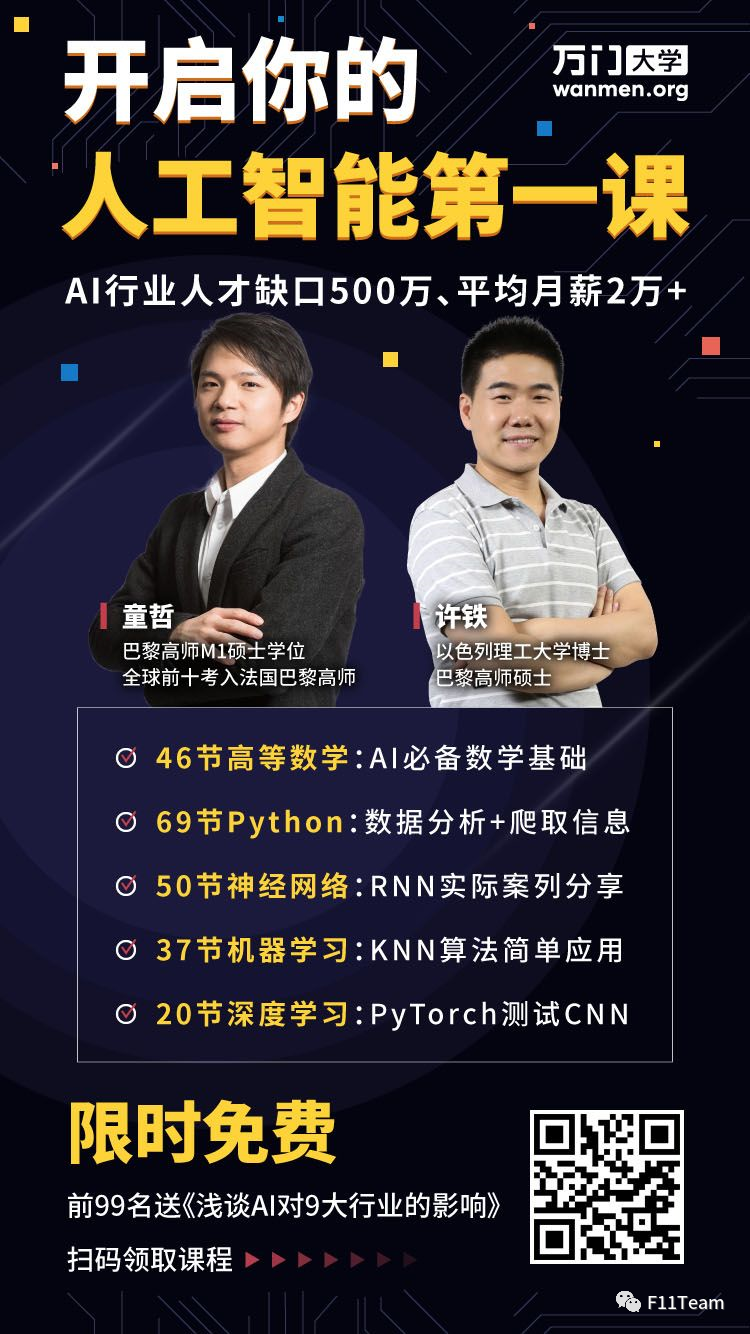 开启你的
万门大学
wanmen.org
人工智能第一课
AI行业人才缺口500万、平均月薪2万+
童哲
巴黎高师M1硕士学位
全球前十考入法国巴黎高师
许铁
以色列理工大学博士
巴黎高师硕士
46节高等数学：AI必备数学基础
69节Python：数据分析+爬取信息
50节神经网络：RNN实际案列分享
37节机器学习：KNN算法简单应用
20节深度学习：PyTorch测试CNN
限时免费
前99名送《浅谈AI对9大行业的影响》
扫码领取课程
F11Team